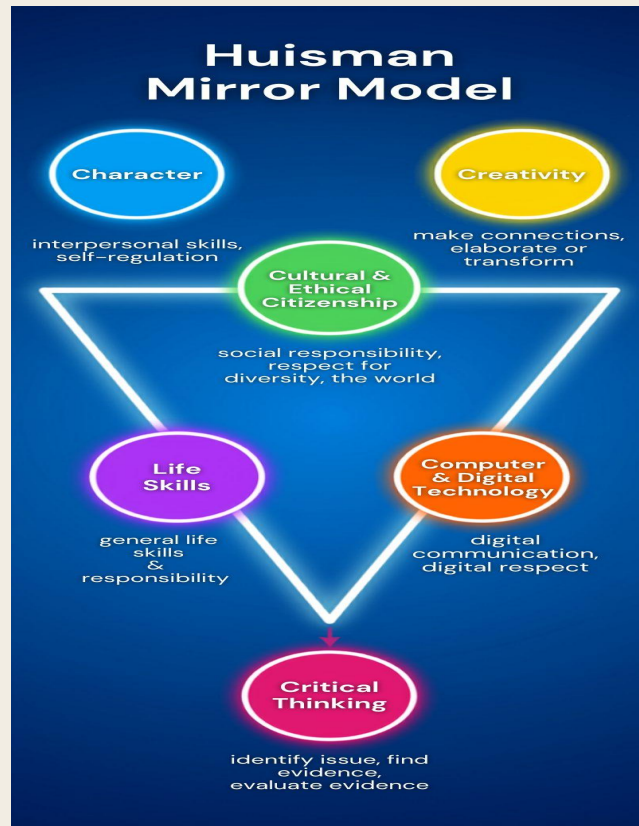 Huisman
Mirror Model
Character
interpersonal skills,
self-regulation
Creativity
make connections,
elaborate or
transform
Cultural &
Ethical
Citizenship
social responsibility,
respect for
diversity, the world
Life
Skills
general life
skills
&
responsibility
Computer
& Digital
Technology
digital
communication,
digital respect
Critical
Thinking
identify issue, find
evidence,
evaluate evidence